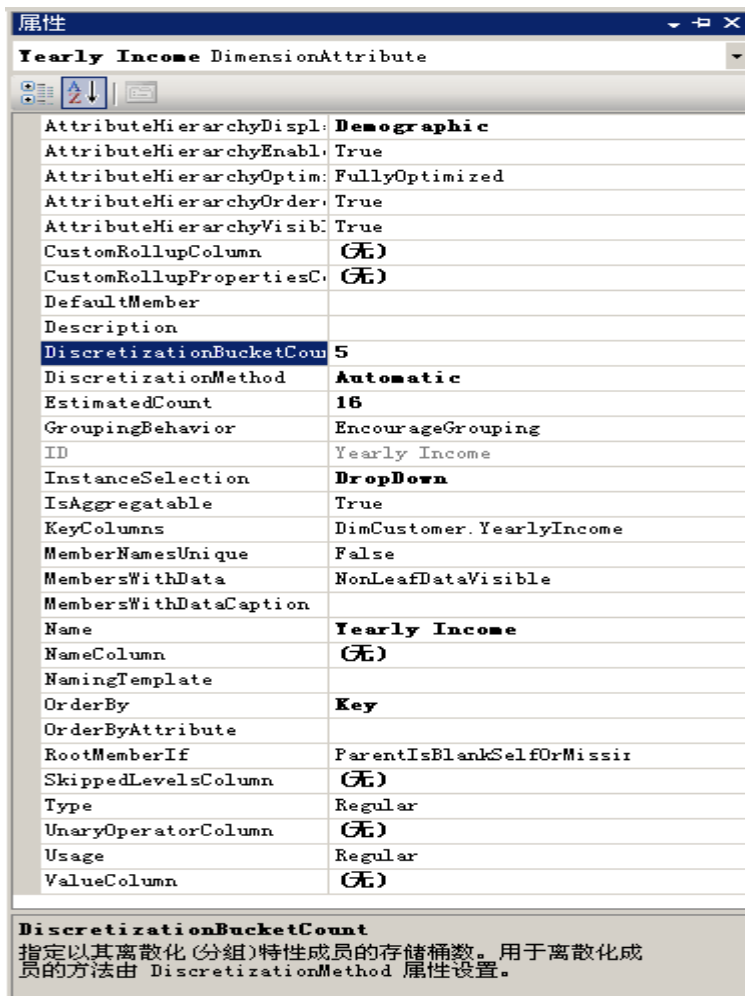 属性
Yearly Income DimensionAttribute
AttributeHierarchyDispl Demographic
AttributeHierarchyEnabl True
AttributeHierarchyOptim FullyOptimized
AttributeHierarchyOrder True
AttributeHierarchyVisib True
CustomRollupColumn (无)
CustomRollupPropertiesC (无)
DefaultMember
Description
DiscretizationBucketCou 5
DiscretizationMethod Automatic
EstimatedCount 16
GroupingBehavior EncourageGrouping
ID Yearly Income
InstanceSelection DropDown
IsAggregatable True
KeyColumns DimCustomer.YearlyIncome
MemberNamesUnique False
MembersWithData NonLeafDataVisible
MembersWithDataCaption
Name Yearly Income
NameColumn (无)
NamingTemplate
OrderBy Key
OrderByAttribute
RootMemberIf ParentIsBlankSelfOrMissin
SkippedLevelsColumn (无)
Type Regular
UnaryOperatorColumn (无)
Usage Regular
ValueColumn (无)
DiscretizationBucketCount
指定以其离散化(分组)特性成员的存储桶数。用于离散化成
员的方法由 DiscretizationMethod 属性设置。